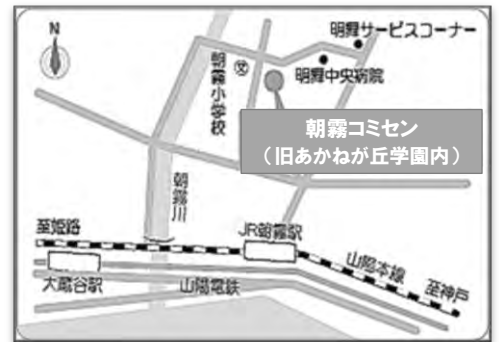 N
明舞サービスコーナー
朝霧小学校
文
明舞中央病院
朝霧コミセン
（旧あかねが丘学園内）
朝霧川
至姫路
JR朝霧駅
山陽本線
至神戸
大蔵谷駅
山陽電鉄